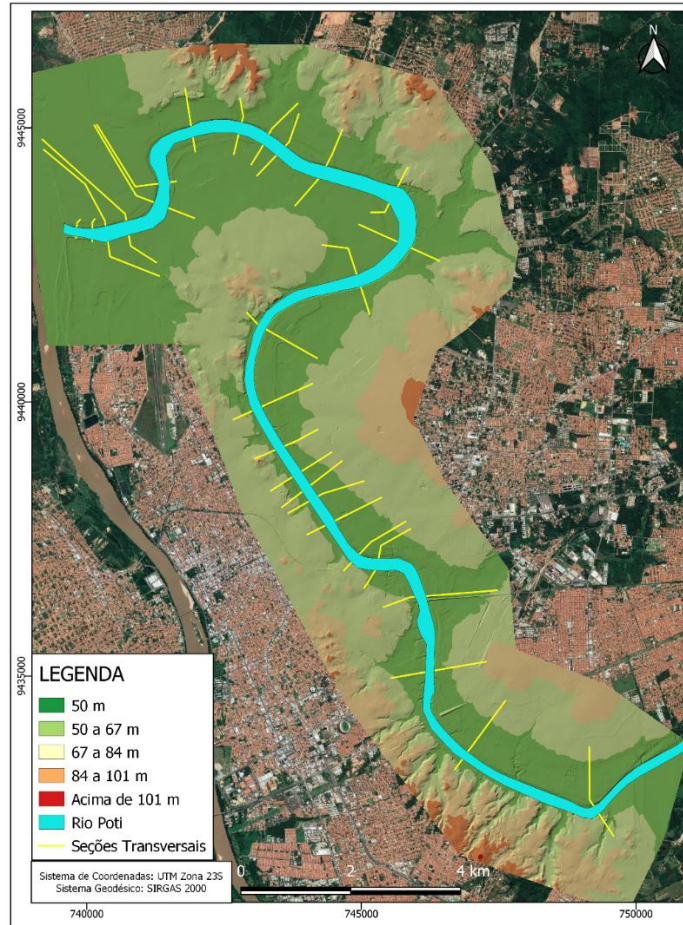 N
9445000
9440000
9435000
LEGENDA
50 m
50 a 67 m
67 a 84 m
84 a 101 m
Acima de 101 m
Rio Poti
Seções Transversais
Sistema de Coordenadas: UTM Zona 23S
Sistema Geodésico: SIRGAS 2000
0 2 4 km
740000 745000 750000